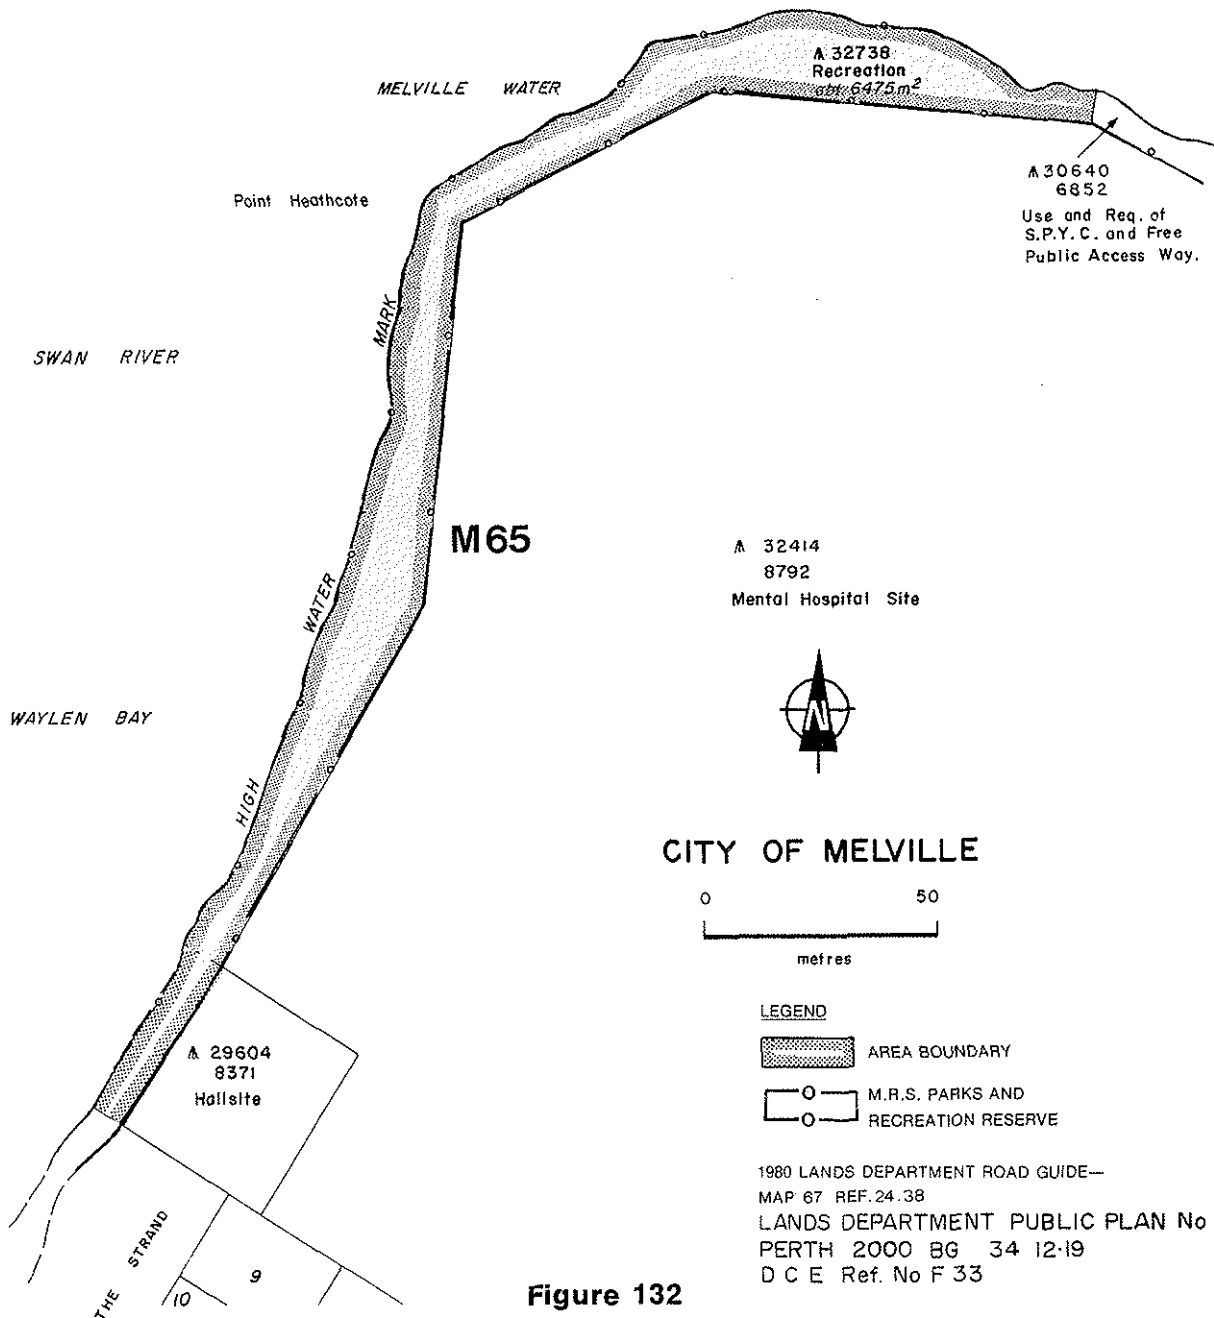 MELVILLE WATER
A 32738
Recreation
abt. 6475m²
A 30640
6852
Use and Req. of
S.P.Y.C. and Free
Public Access Way.
Point Heathcote
MARK
SWAN RIVER
M65
A 32414
8792
Mental Hospital Site
WATER
N
WAYLEN BAY
HIGH
CITY OF MELVILLE
0 50
metres
LEGEND
AREA BOUNDARY
M.R.S. PARKS AND
RECREATION RESERVE
A 29604
8371
Hallsite
1980 LANDS DEPARTMENT ROAD GUIDE—
MAP 67 REF. 24.38
LANDS DEPARTMENT PUBLIC PLAN No
PERTH 2000 BG 34 12·19
D C E Ref. No F 33
THE STRAND
9
10
Figure 132